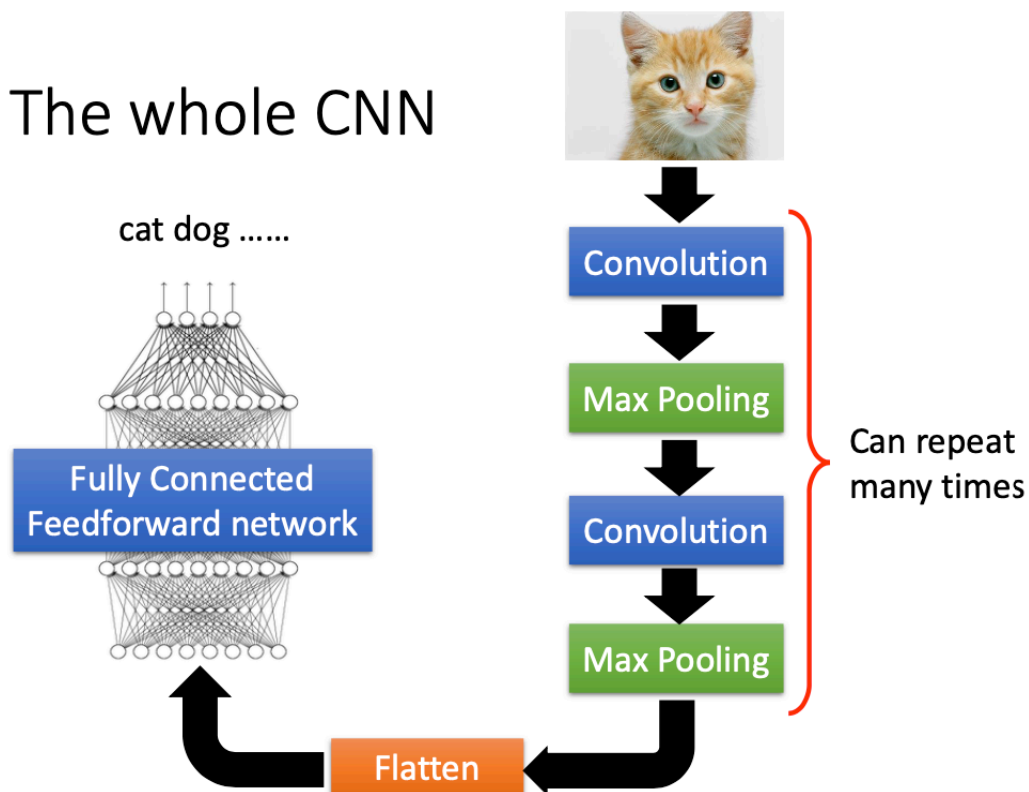 The whole CNN
cat dog ……
Convolution
Max Pooling
Convolution
Max Pooling
Can repeat
many times
Flatten
Fully Connected
Feedforward network